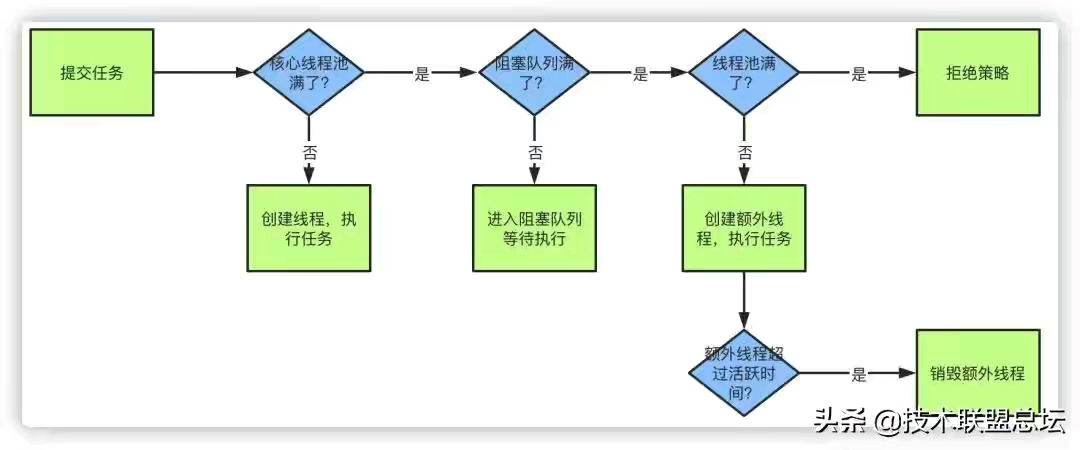 提交任务
核心线程池
满了?
是
阻塞队列满
了?
是
线程池满
了?
是
拒绝策略
否
否
否
创建线程，执
行任务
进入阻塞队列
等待执行
创建额外线
程，执行任务
额外线程超
过活跃时
间?
是
销毁额外线程
头条 @技术联盟总坛